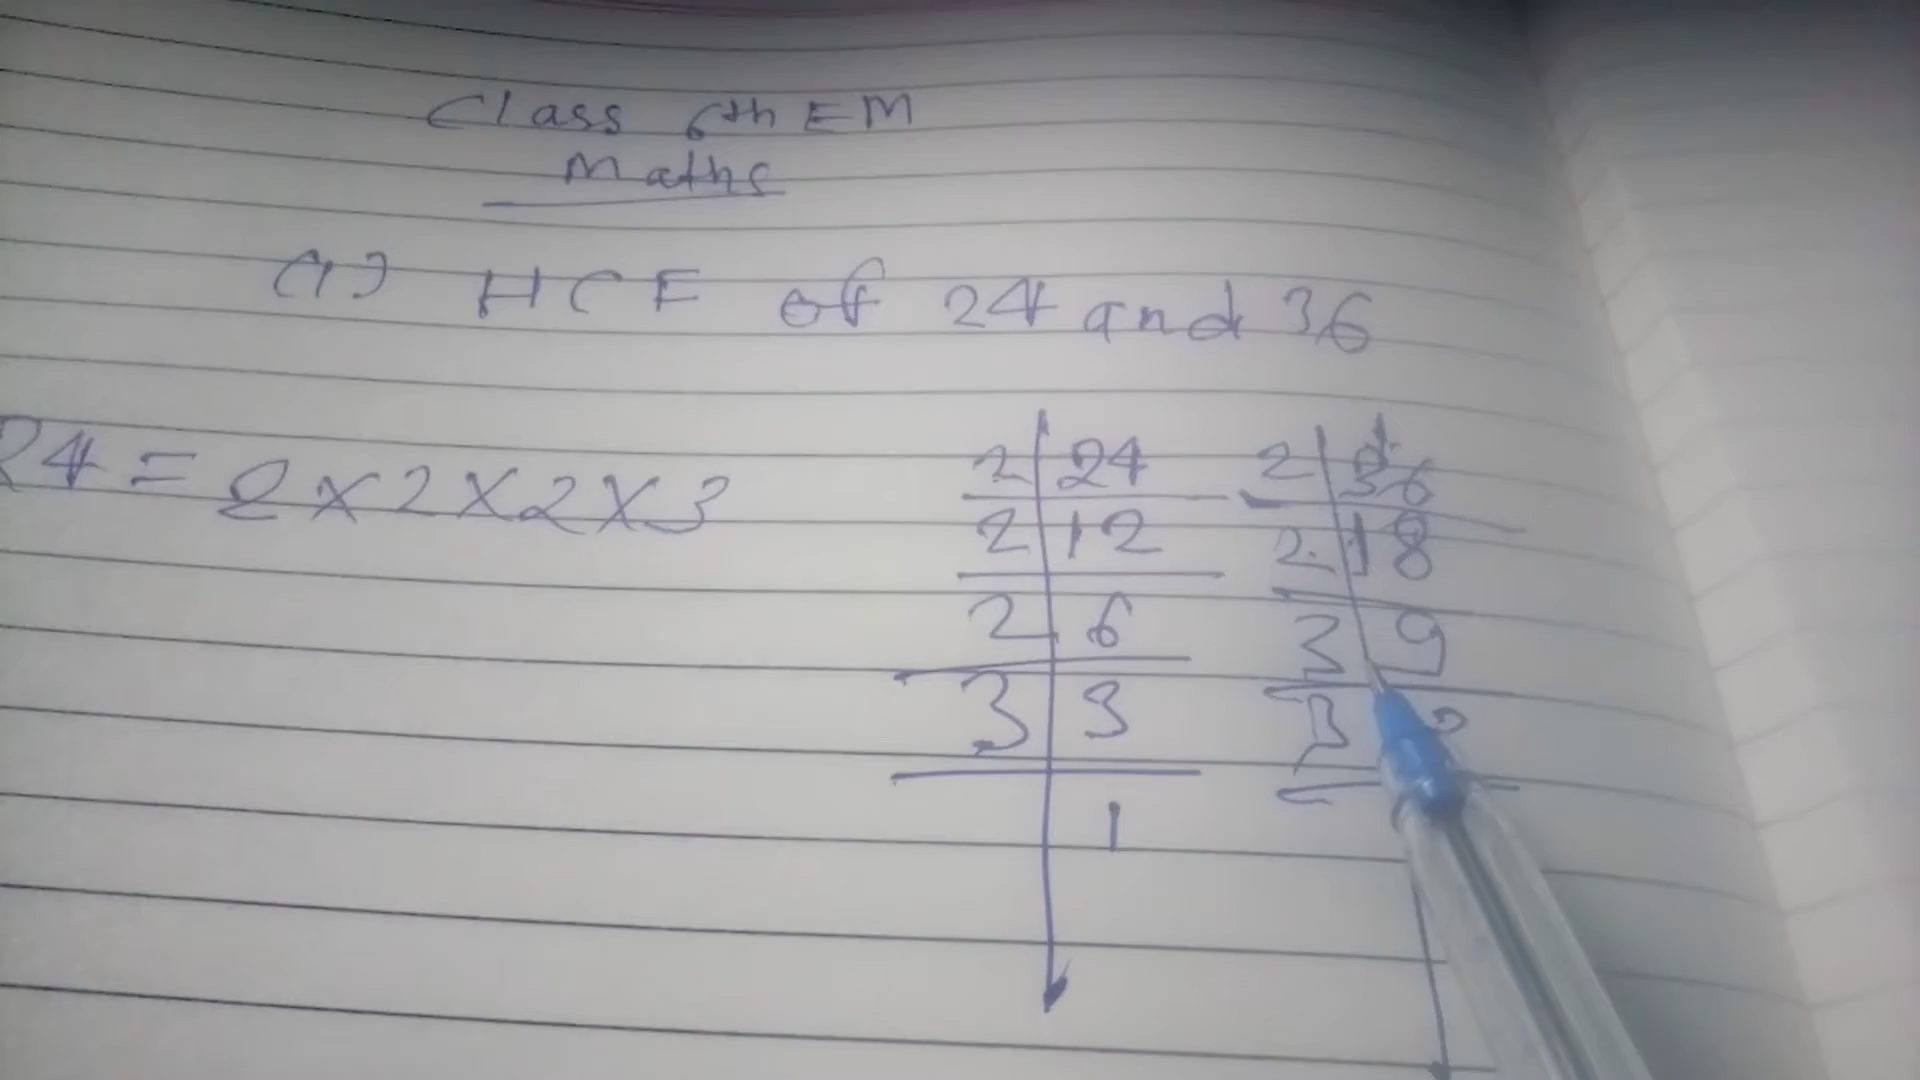 Class 6th EM
Maths
(1) HCF of 24 and 36
24 = 2 X 2 X 2 X 3
2 24
2 12
2 6
3 3
1
2 36
2 18
3 9
3